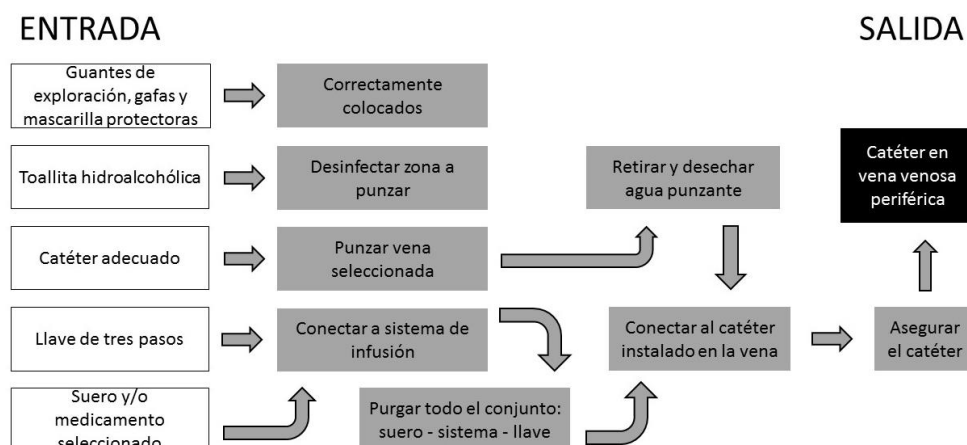 ENTRADA
SALIDA
Guantes de
exploración, gafas y
mascarilla protectoras
Correctamente
colocados
Toallita hidroalcohólica
Desinfectar zona a
punzar
Retirar y desechar
agua punzante
Catéter en
vena venosa
periférica
Catéter adecuado
Punzar vena
seleccionada
Llave de tres pasos
Conectar a sistema de
infusión
Conectar al catéter
instalado en la vena
Asegurar
el catéter
Suero y/o
medicamento
seleccionado
Purgar todo el conjunto:
suero - sistema - llave